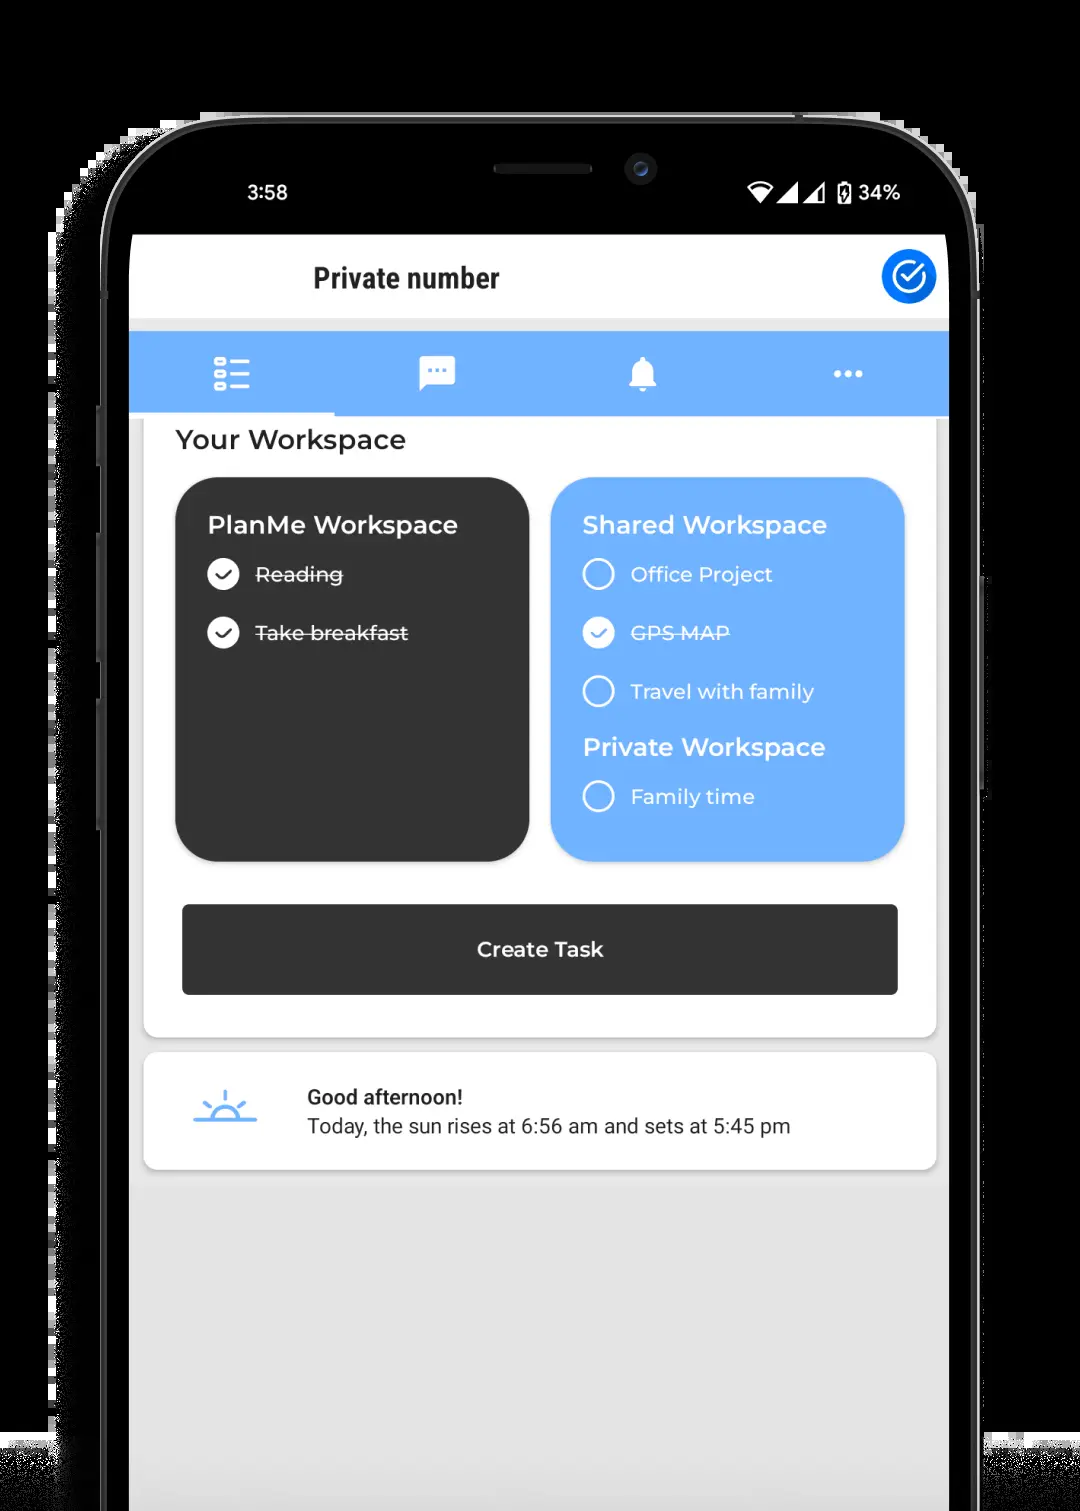 3:58
34%
Private number
Your Workspace
PlanMe Workspace
Reading
Take breakfast
Shared Workspace
Office Project
GPS MAP
Travel with family
Private Workspace
Family time
Create Task
Good afternoon!
Today, the sun rises at 6:56 am and sets at 5:45 pm